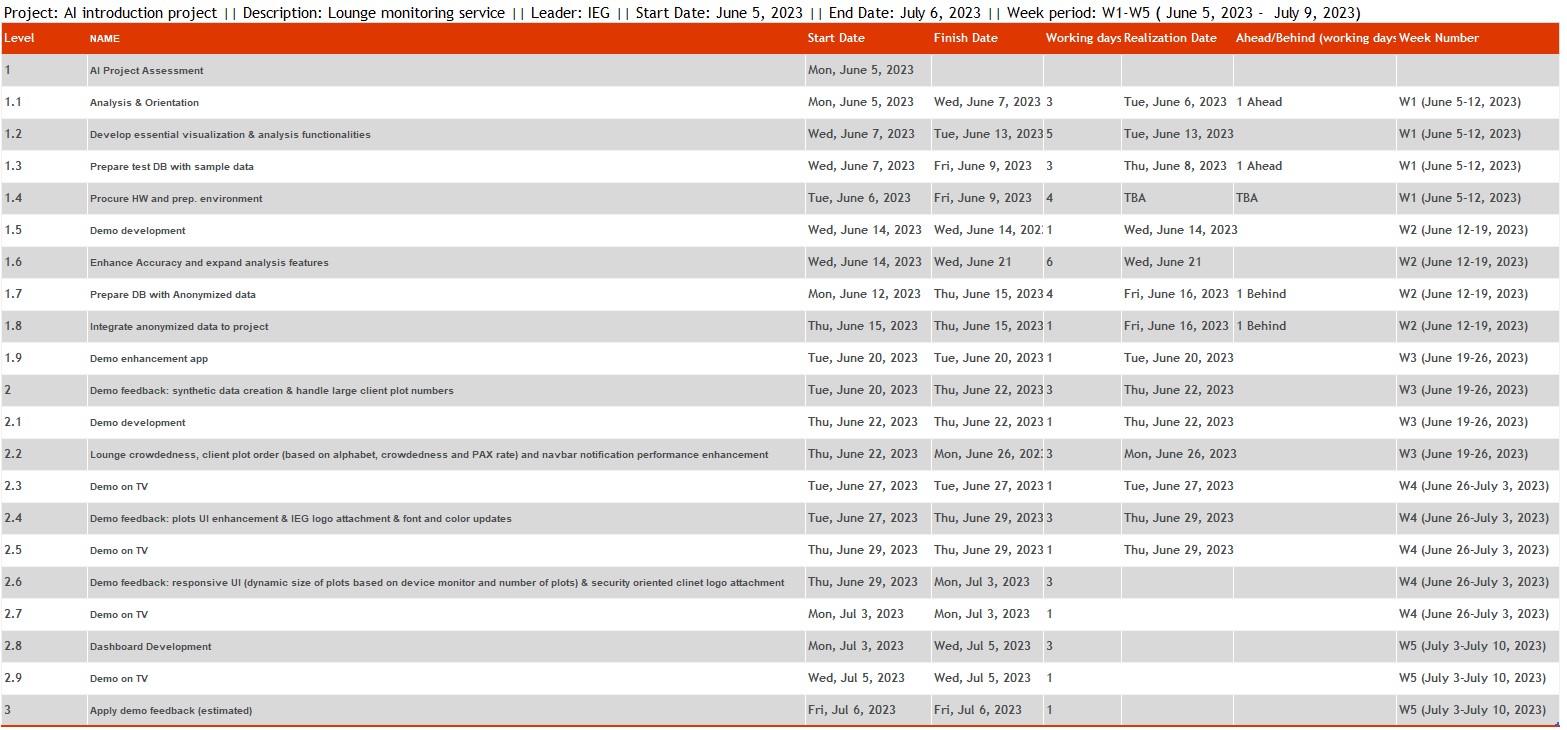 Project: AI introduction project || Description: Lounge monitoring service || Leader: IEG || Start Date: June 5, 2023 || End Date: July 6, 2023 || Week period: W1-W5 ( June 5, 2023 - July 9, 2023)
Level NAME Start Date Finish Date Working days Realization Date Ahead/Behind (working days Week Number
1 AI Project Assessment Mon, June 5, 2023
1.1 Analysis & Orientation Mon, June 5, 2023 Wed, June 7, 2023 3 Tue, June 6, 2023 1 Ahead W1 (June 5-12, 2023)
1.2 Develop essential visualization & analysis functionalities Wed, June 7, 2023 Tue, June 13, 2023 5 Tue, June 13, 2023 W1 (June 5-12, 2023)
1.3 Prepare test DB with sample data Wed, June 7, 2023 Fri, June 9, 2023 3 Thu, June 8, 2023 1 Ahead W1 (June 5-12, 2023)
1.4 Procure HW and prep. environment Tue, June 6, 2023 Fri, June 9, 2023 4 TBA TBA W1 (June 5-12, 2023)
1.5 Demo development Wed, June 14, 2023 Wed, June 14, 202 1 Wed, June 14, 2023 W2 (June 12-19, 2023)
1.6 Enhance Accuracy and expand analysis features Wed, June 14, 2023 Wed, June 21 6 Wed, June 21 W2 (June 12-19, 2023)
1.7 Prepare DB with Anonymized data Mon, June 12, 2023 Thu, June 15, 2023 4 Fri, June 16, 2023 1 Behind W2 (June 12-19, 2023)
1.8 Integrate anonymized data to project Thu, June 15, 2023 Thu, June 15, 2023 1 Fri, June 16, 2023 1 Behind W2 (June 12-19, 2023)
1.9 Demo enhancement app Tue, June 20, 2023 Tue, June 20, 2023 1 Tue, June 20, 2023 W3 (June 19-26, 2023)
2 Demo feedback: synthetic data creation & handle large client plot numbers Tue, June 20, 2023 Thu, June 22, 2023 3 Thu, June 22, 2023 W3 (June 19-26, 2023)
2.1 Demo development Thu, June 22, 2023 Thu, June 22, 2023 1 Thu, June 22, 2023 W3 (June 19-26, 2023)
2.2 Lounge crowdedness, client plot order (based on alphabet, crowdedness and PAX rate) and navbar notification performance enhancement Thu, June 22, 2023 Mon, June 26, 202 3 Mon, June 26, 2023 W3 (June 19-26, 2023)
2.3 Demo on TV Tue, June 27, 2023 Tue, June 27, 2023 1 Tue, June 27, 2023 W4 (June 26-July 3, 2023)
2.4 Demo feedback: plots UI enhancement & IEG logo attachment & font and color updates Tue, June 27, 2023 Thu, June 29, 2023 3 Thu, June 29, 2023 W4 (June 26-July 3, 2023)
2.5 Demo on TV Thu, June 29, 2023 Thu, June 29, 2023 1 Thu, June 29, 2023 W4 (June 26-July 3, 2023)
2.6 Demo feedback: responsive UI (dynamic size of plots based on device monitor and number of plots) & security oriented clinet logo attachment Thu, June 29, 2023 Mon, Jul 3, 2023 3 W4 (June 26-July 3, 2023)
2.7 Demo on TV Mon, Jul 3, 2023 Mon, Jul 3, 2023 1 W4 (June 26-July 3, 2023)
2.8 Dashboard Development Mon, Jul 3, 2023 Wed, Jul 5, 2023 3 W5 (July 3-July 10, 2023)
2.9 Demo on TV Wed, Jul 5, 2023 Wed, Jul 5, 2023 1 W5 (July 3-July 10, 2023)
3 Apply demo feedback (estimated) Fri, Jul 6, 2023 Fri, Jul 6, 2023 1 W5 (July 3-July 10, 2023)